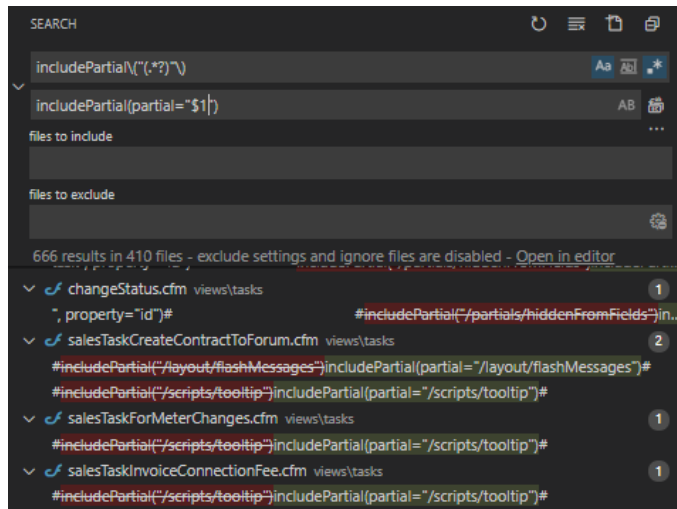 SEARCH
includePartial\("(.*?)"\)
Aa Abl .*
includePartial(partial="$1")
AB
files to include
files to exclude
666 results in 410 files - exclude settings and ignore files are disabled - Open in editor
changeStatus.cfm views\tasks 1
", property="id")# #includePartial("/partials/hiddenFromFields")in..
salesTaskCreateContractToForum.cfm views\tasks 2
#includePartial("/layout/flashMessages")includePartial(partial="/layout/flashMessages")#
#includePartial("/scripts/tooltip")includePartial(partial="/scripts/tooltip")#
salesTaskForMeterChanges.cfm views\tasks 1
#includePartial("/scripts/tooltip")includePartial(partial="/scripts/tooltip")#
salesTaskInvoiceConnectionFee.cfm views\tasks 1
#includePartial("/scripts/tooltip")includePartial(partial="/scripts/tooltip")#